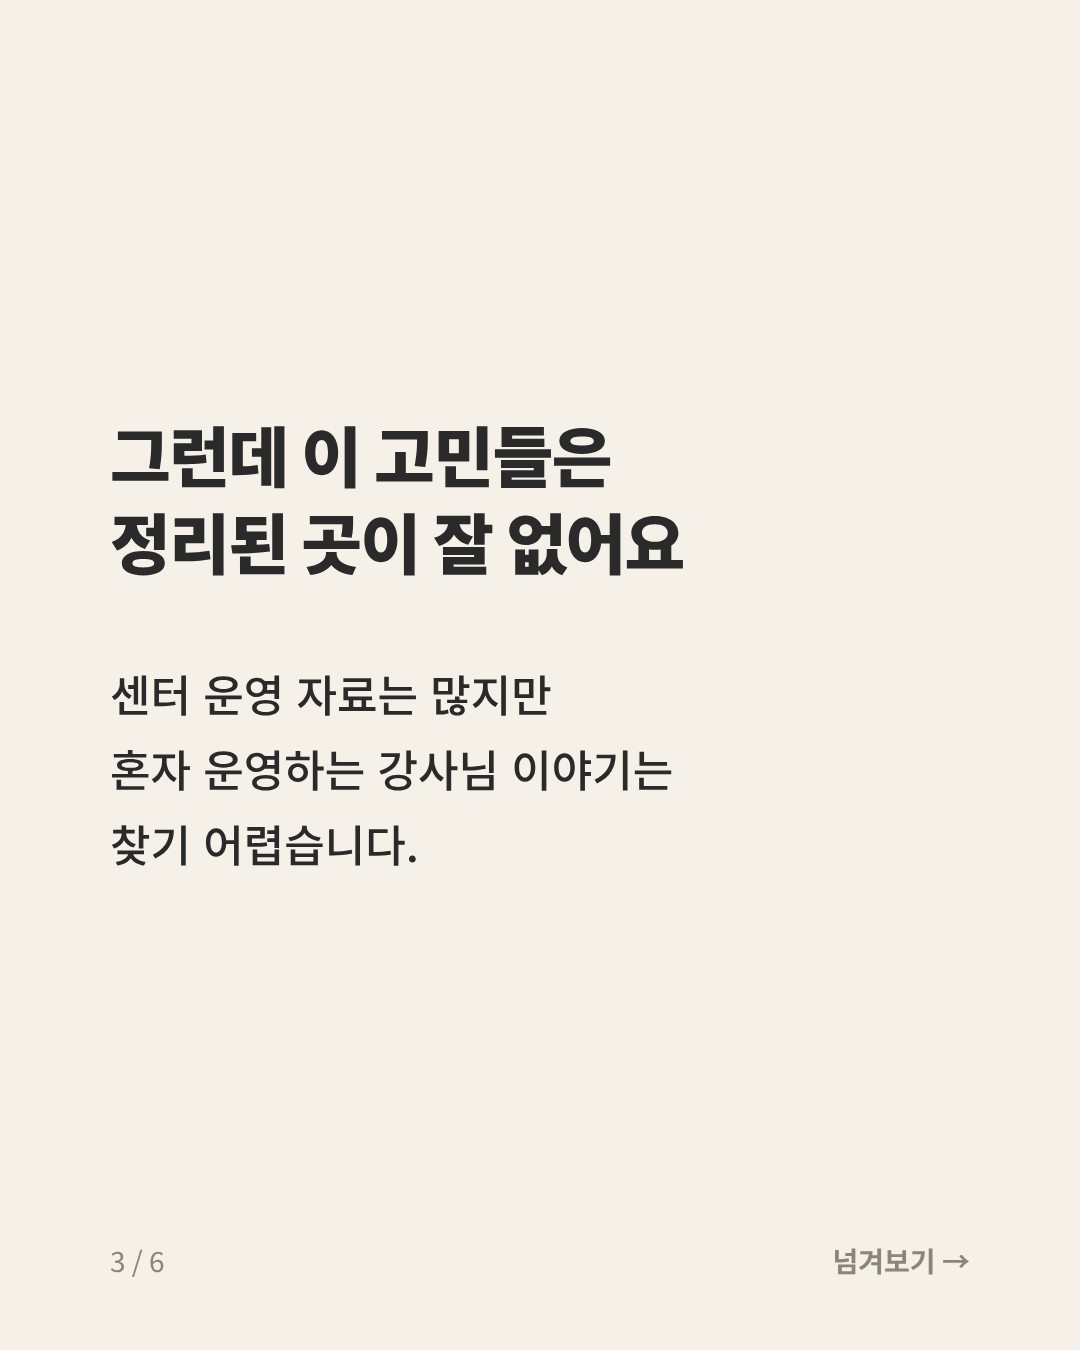 그런데 이 고민들은
정리된 곳이 잘 없어요
센터 운영 자료는 많지만
혼자 운영하는 강사님 이야기는
찾기 어렵습니다.
3 / 6
넘겨보기 →